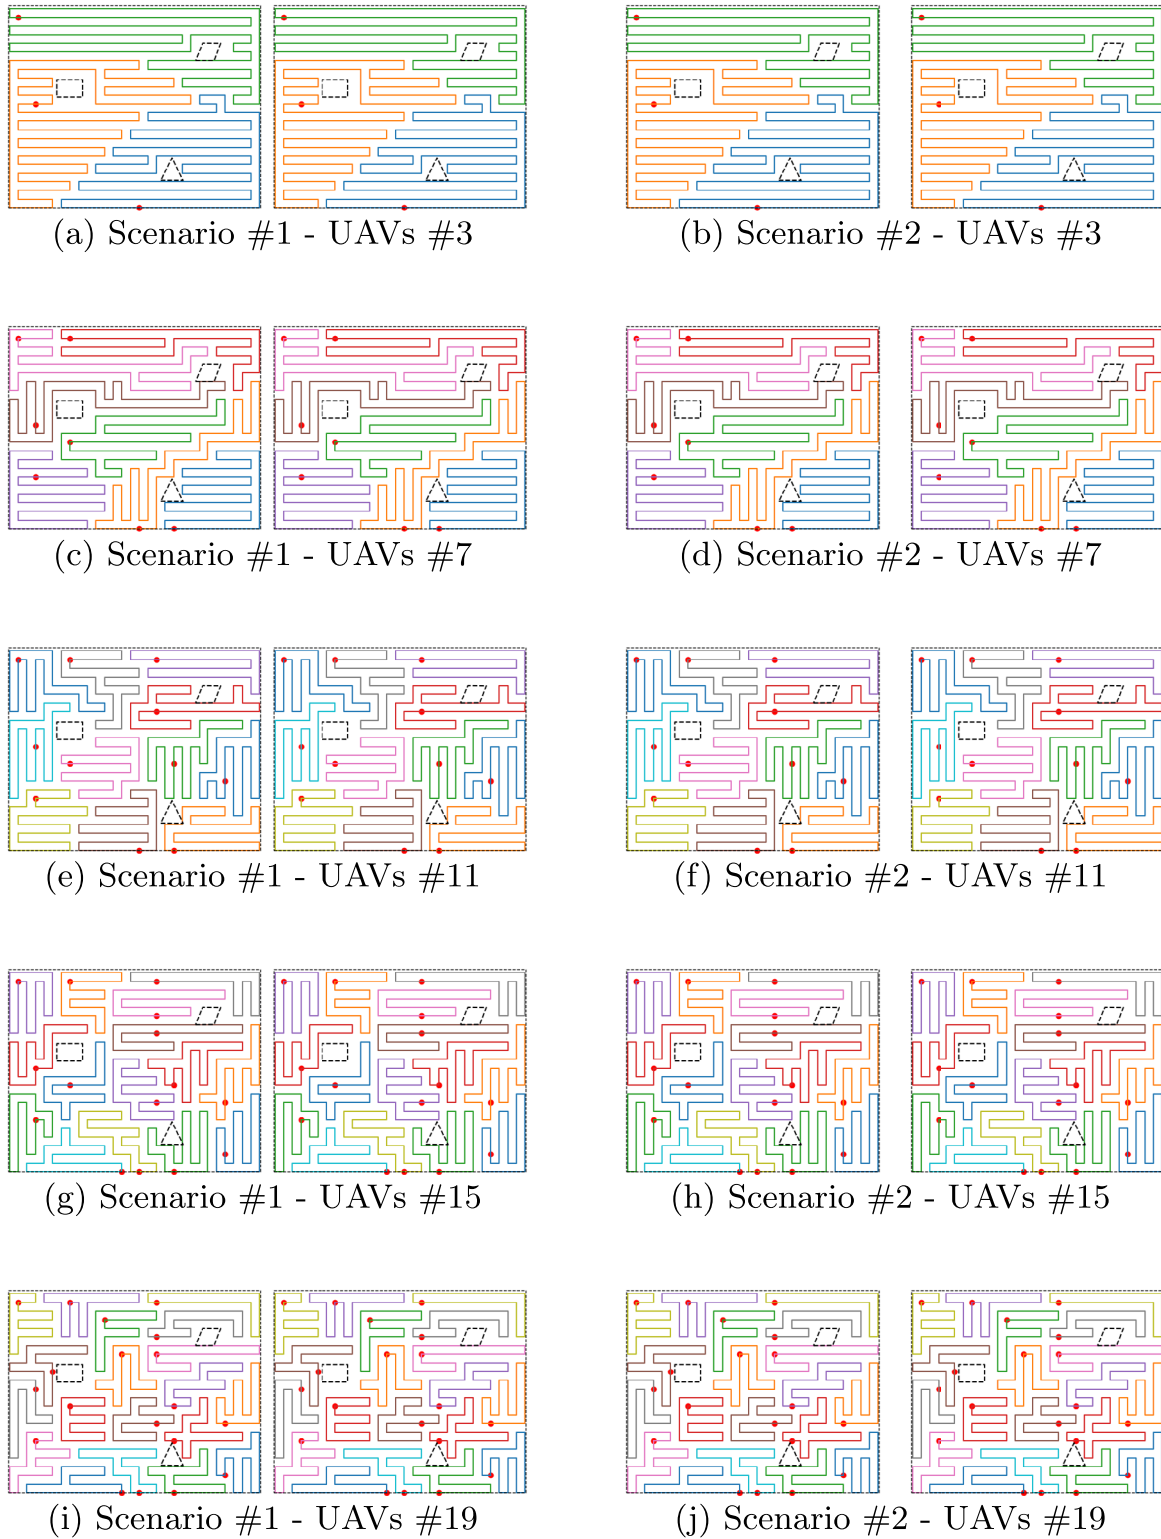 (a) Scenario #1 - UAVs #3
(b) Scenario #2 - UAVs #3
(c) Scenario #1 - UAVs #7
(d) Scenario #2 - UAVs #7
(e) Scenario #1 - UAVs #11
(f) Scenario #2 - UAVs #11
(g) Scenario #1 - UAVs #15
(h) Scenario #2 - UAVs #15
(i) Scenario #1 - UAVs #19
(j) Scenario #2 - UAVs #19